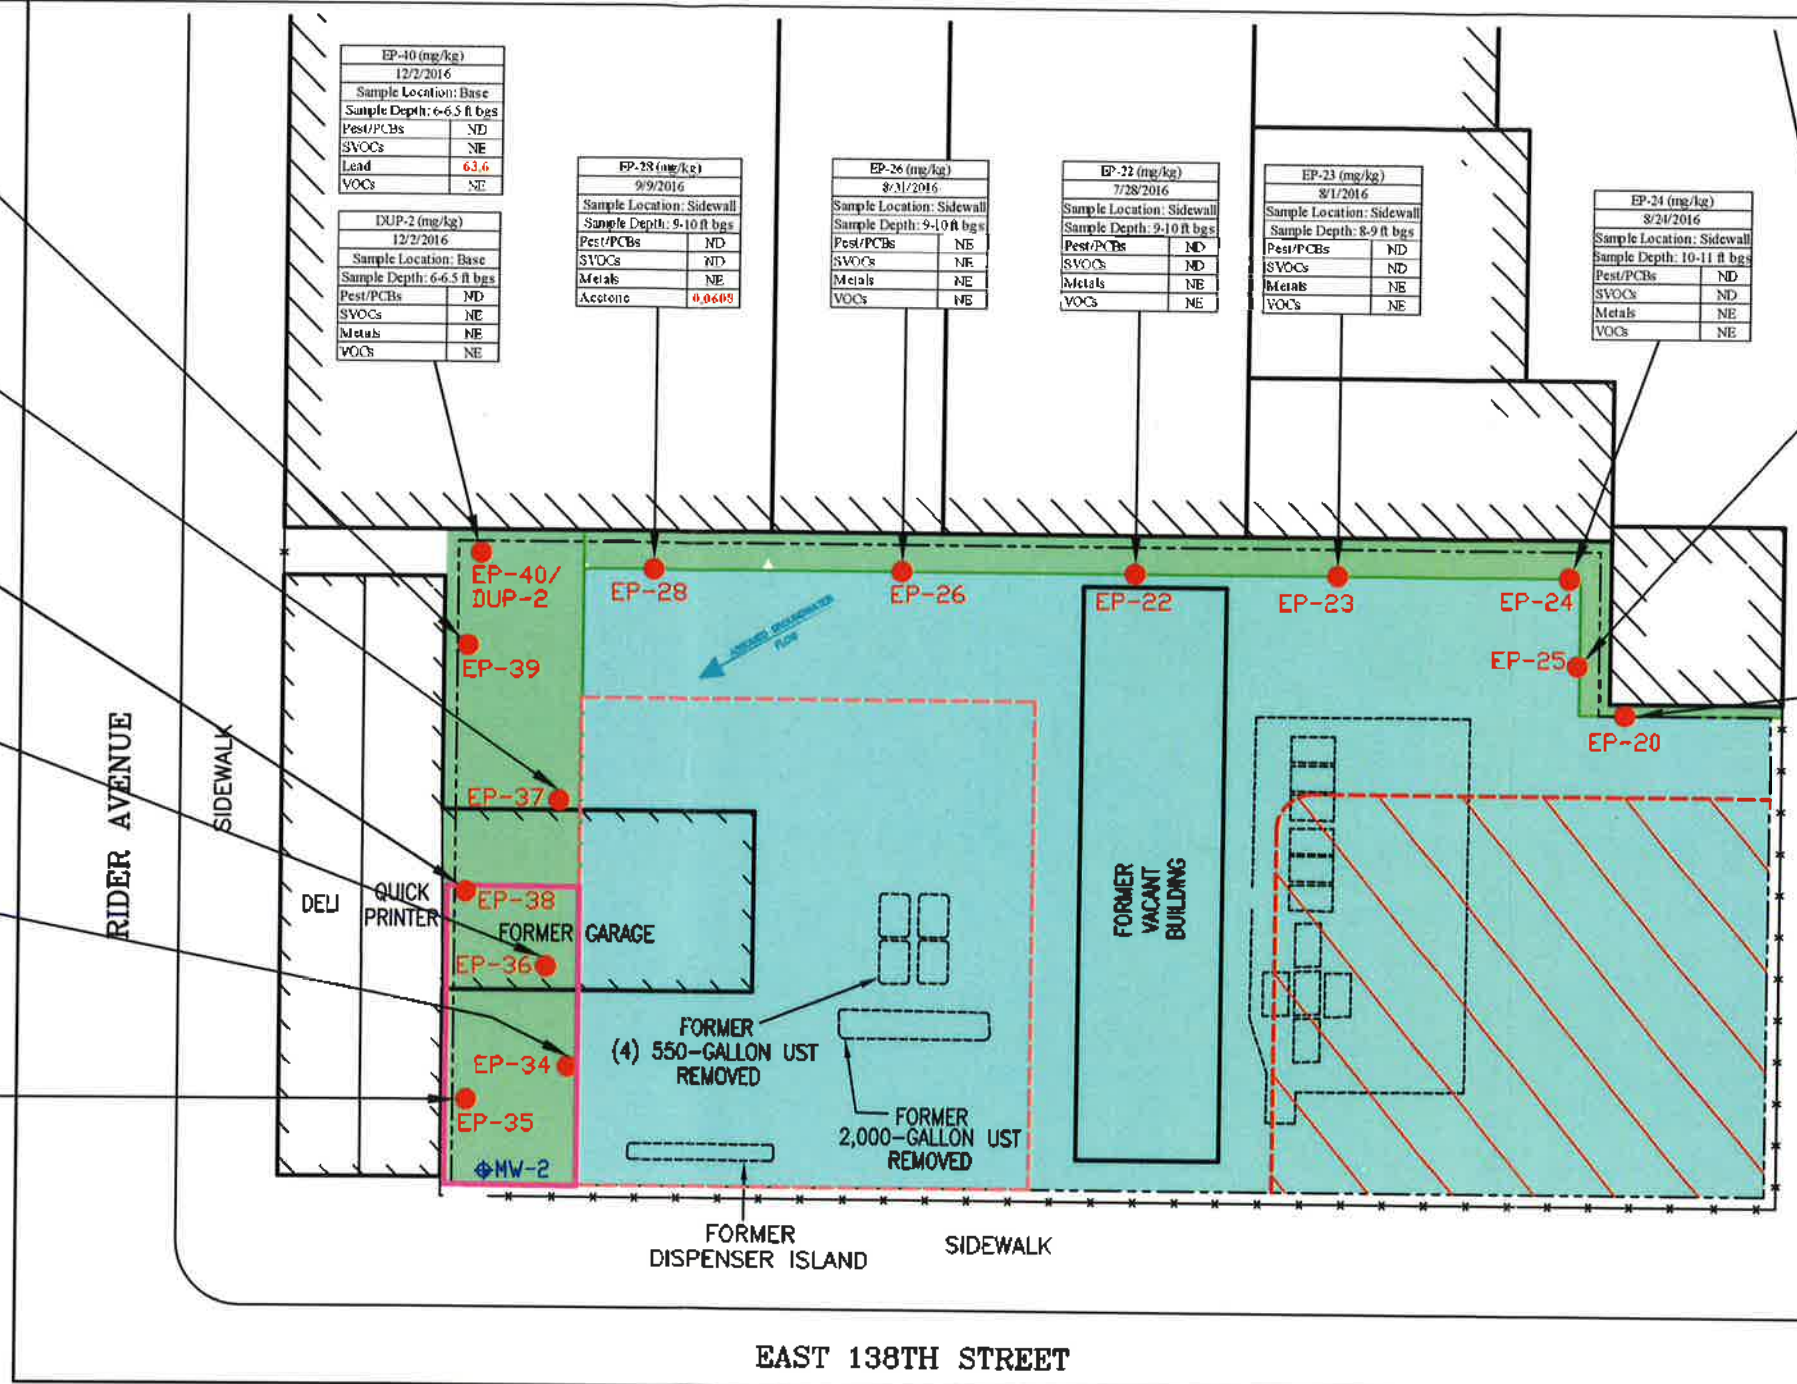 EP-40 (mg/kg)
12/2/2016
Sample Location: Base
Sample Depth: 6-6.5 ft bgs
Pest/PCBs ND
SVOCs NE
Lead 63.6
VOCs NE
DUP-2 (mg/kg)
12/2/2016
Sample Location: Base
Sample Depth: 6-6.5 ft bgs
Pest/PCBs ND
SVOCs NE
Metals NE
VOCs NE
EP-28 (mg/kg)
9/9/2016
Sample Location: Sidewall
Sample Depth: 9-10 ft bgs
Pest/PCBs ND
SVOCs ND
Metals NE
Acetone 0.0608
EP-26 (mg/kg)
8/31/2016
Sample Location: Sidewall
Sample Depth: 9-10 ft bgs
Pest/PCBs NE
SVOCs NE
Metals NE
VOCs NE
EP-22 (mg/kg)
7/28/2016
Sample Location: Sidewall
Sample Depth: 9-10 ft bgs
Pest/PCBs ND
SVOCs ND
Metals NE
VOCs NE
EP-23 (mg/kg)
8/1/2016
Sample Location: Sidewall
Sample Depth: 8-9 ft bgs
Pest/PCBs ND
SVOCs ND
Metals NE
VOCs NE
EP-24 (mg/kg)
8/24/2016
Sample Location: Sidewall
Sample Depth: 10-11 ft bgs
Pest/PCBs ND
SVOCs ND
Metals NE
VOCs NE
EP-40/
DUP-2
EP-28
EP-26
EP-22
EP-23
EP-24
GROUNDWATER
FLOW
EP-39
EP-25
EP-20
EP-37
RIDER AVENUE
SIDEWALK
DELI
QUICK
PRINTER
EP-38
FORMER GARAGE
EP-36
FORMER
VACANT
BUILDING
FORMER
(4) 550-GALLON UST
REMOVED
EP-34
EP-35
FORMER
2,000-GALLON UST
REMOVED
MW-2
FORMER
DISPENSER ISLAND
SIDEWALK
EAST 138TH STREET